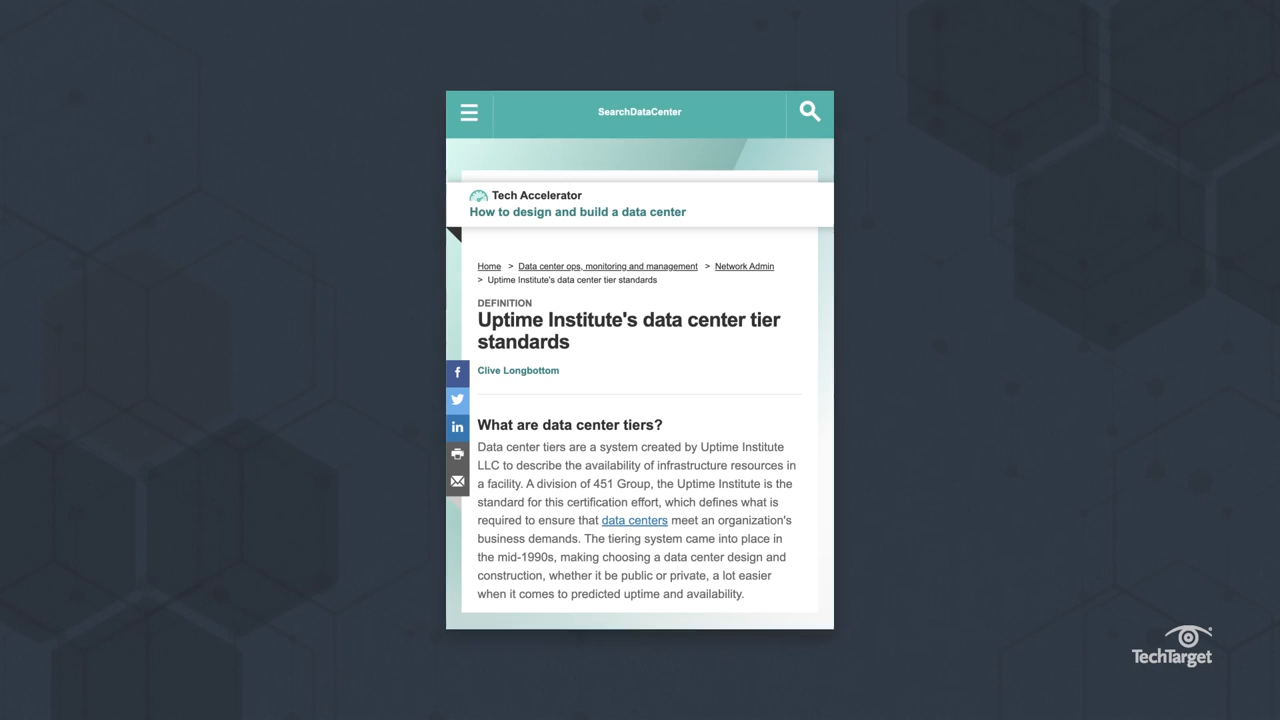 SearchDataCenter
Tech Accelerator
How to design and build a data center
Home > Data center ops, monitoring and management > Network Admin
> Uptime Institute's data center tier standards
DEFINITION
Uptime Institute's data center tier
standards
Clive Longbottom
What are data center tiers?
Data center tiers are a system created by Uptime Institute
LLC to describe the availability of infrastructure resources in
a facility. A division of 451 Group, the Uptime Institute is the
standard for this certification effort, which defines what is
required to ensure that data centers meet an organization's
business demands. The tiering system came into place in
the mid-1990s, making choosing a data center design and
construction, whether it be public or private, a lot easier
when it comes to predicted uptime and availability.
TechTarget